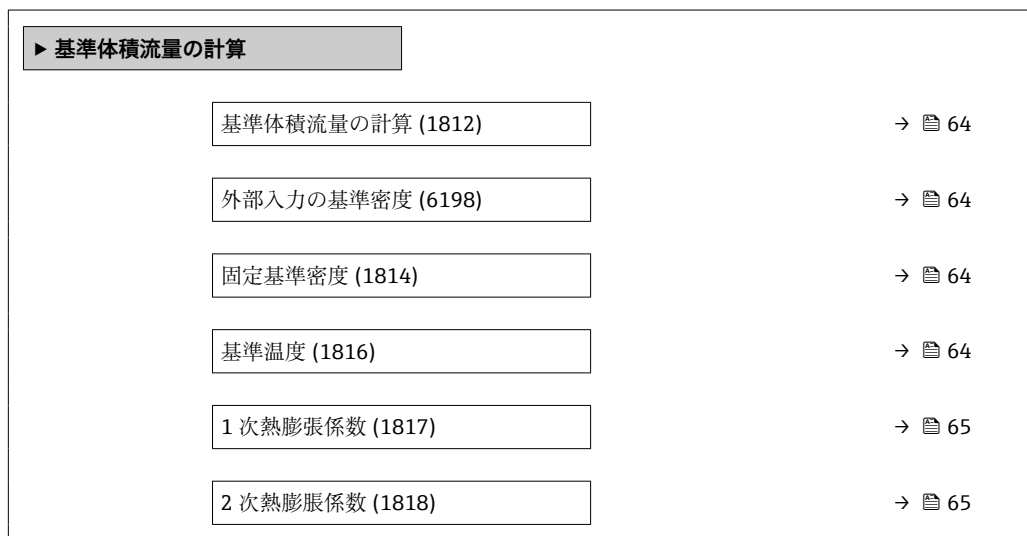 ▶ 基準体積流量の計算
基準体積流量の計算 (1812) → 64
外部入力の基準密度 (6198) → 64
固定基準密度 (1814) → 64
基準温度 (1816) → 64
1 次熱膨張係数 (1817) → 65
2 次熱膨脹係数 (1818) → 65